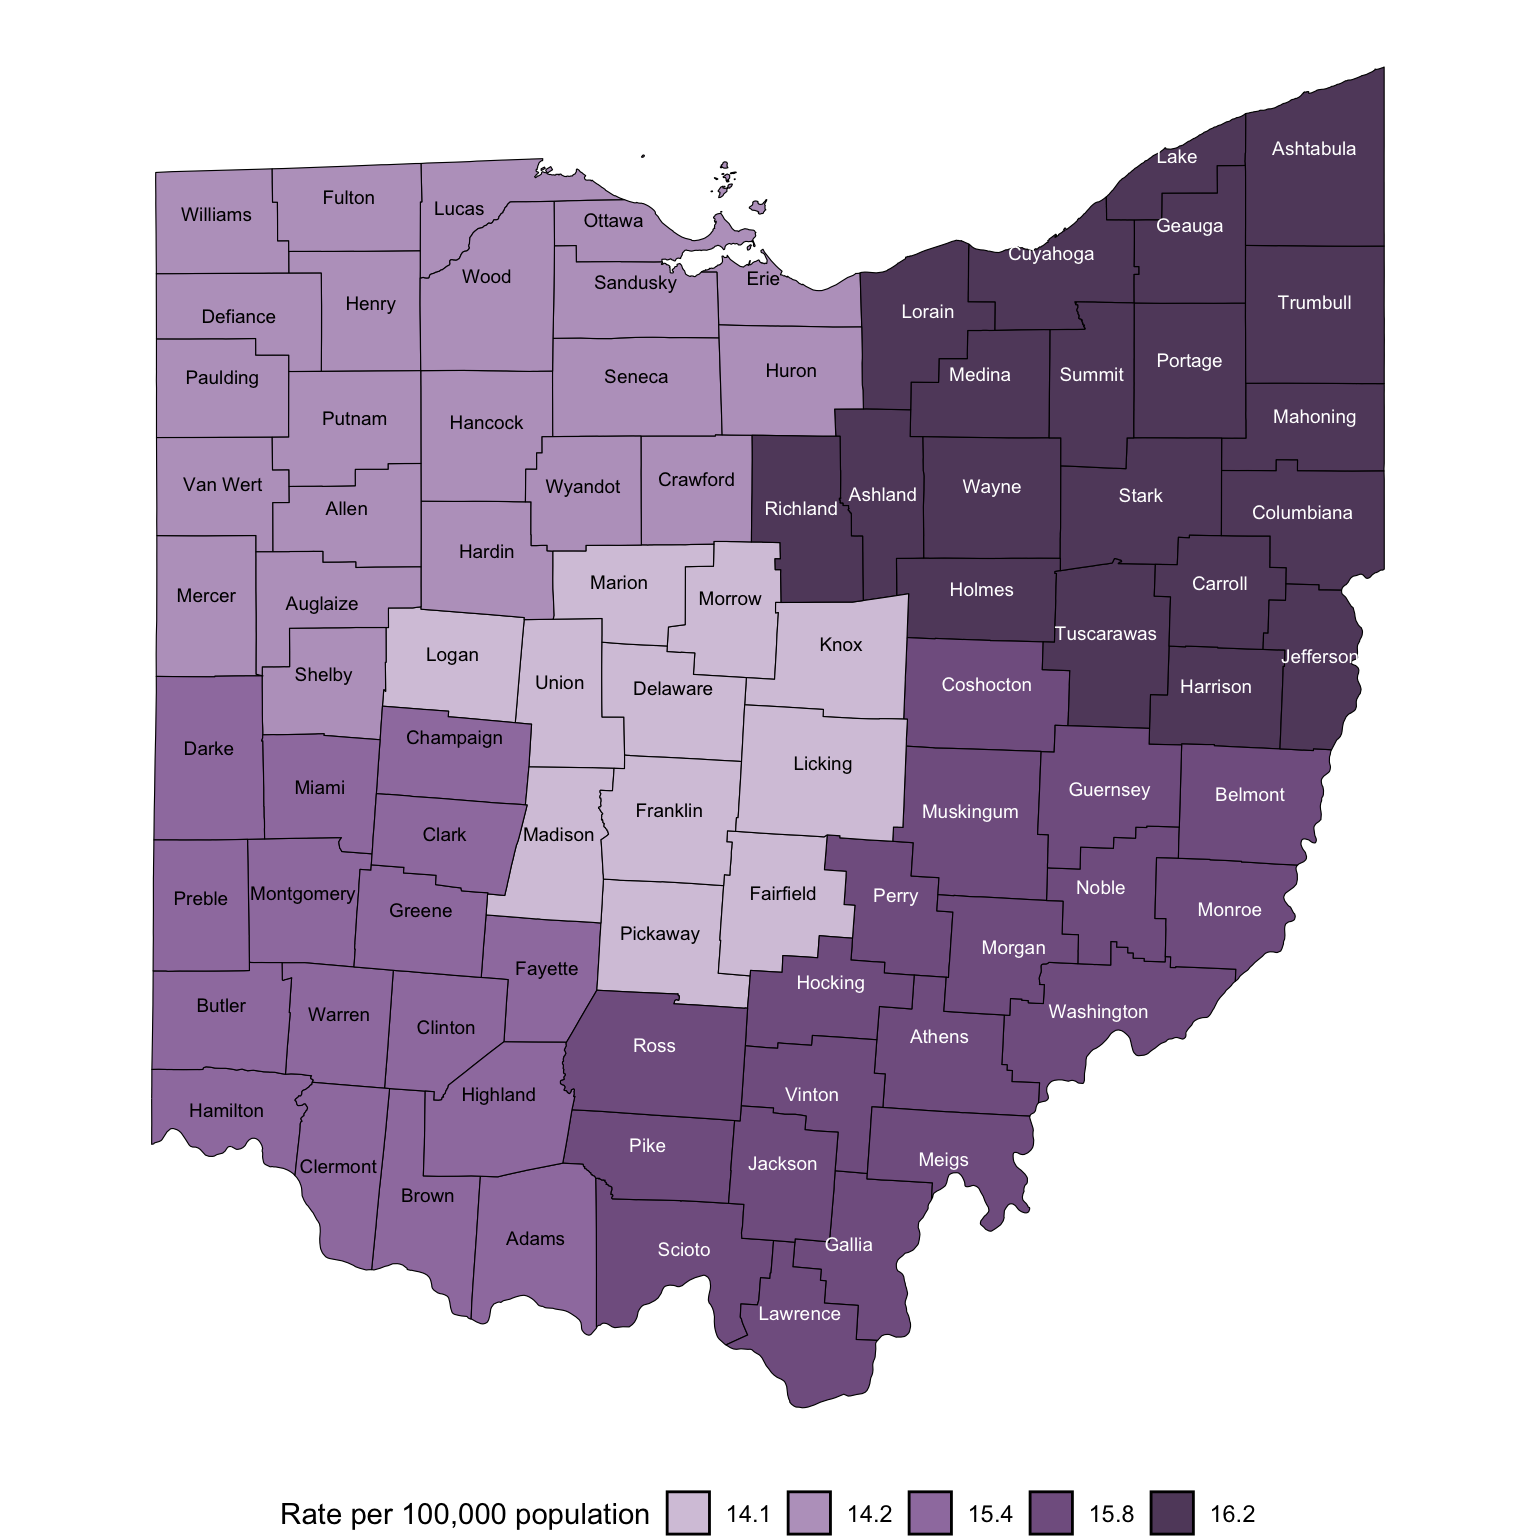 Ashtabula
Lake
Fulton
Williams
Lucas
Ottawa
Geauga
Cuyahoga
Wood
Erie
Sandusky
Henry
Trumbull
Defiance
Lorain
Portage
Paulding
Seneca
Huron
Medina
Summit
Putnam
Hancock
Mahoning
Van Wert
Wyandot
Crawford
Ashland
Wayne
Stark
Allen
Richland
Columbiana
Hardin
Marion
Carroll
Mercer
Auglaize
Morrow
Holmes
Tuscarawas
Knox
Logan
Jefferson
Shelby
Union
Delaware
Coshocton
Harrison
Darke
Champaign
Licking
Miami
Guernsey
Belmont
Franklin
Muskingum
Clark
Madison
Preble
Montgomery
Fairfield
Perry
Noble
Greene
Monroe
Pickaway
Morgan
Fayette
Hocking
Butler
Warren
Washington
Clinton
Athens
Ross
Highland
Vinton
Hamilton
Pike
Clermont
Jackson
Meigs
Brown
Adams
Scioto
Gallia
Lawrence
Rate per 100,000 population 14.1 14.2 15.4 15.8 16.2